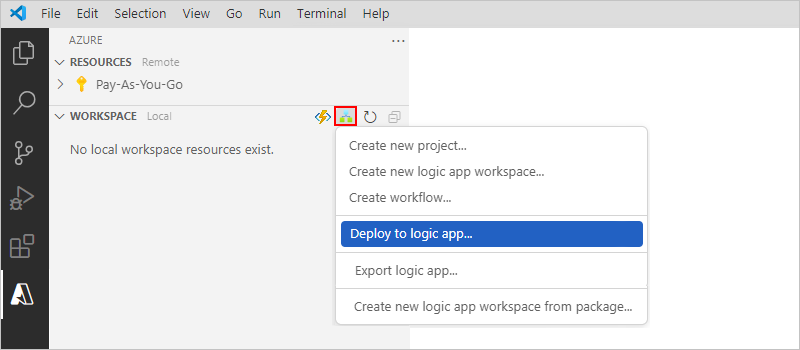 File Edit Selection View Go Run Terminal Help
AZURE
RESOURCES Remote
Pay-As-You-Go
WORKSPACE Local
No local workspace resources exist.
Create new project...
Create new logic app workspace...
Create workflow...
Deploy to logic app...
Export logic app...
Create new logic app workspace from package...